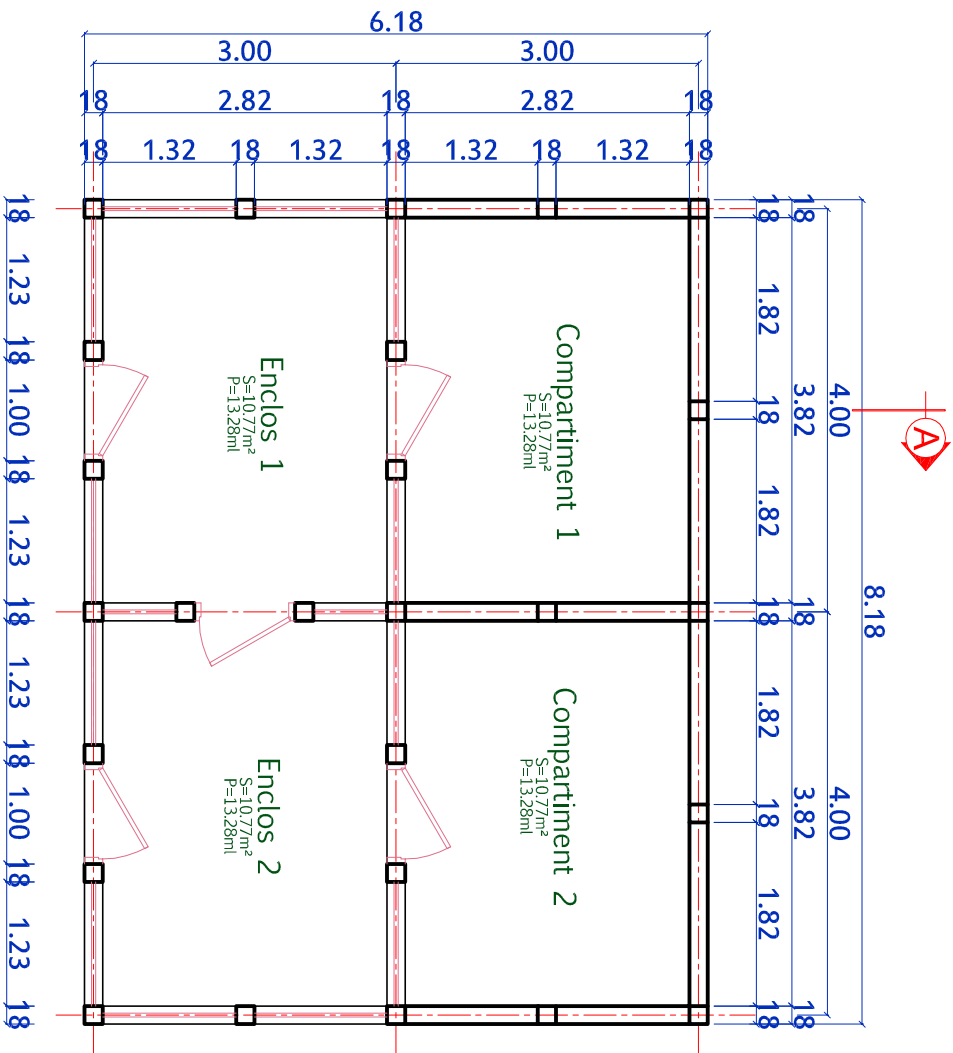 6.18
3.00 3.00
18 2.82 18 2.82 18
18 1.32 18 1.32 18 1.32 18 1.32 18
18 1.23 18 1.00 18 1.23 18 1.23 18 1.00 18 1.23 18
Enclos 1
S=10.77m²
P=13.28ml
Compartiment 1
S=10.77m²
P=13.28ml
Enclos 2
S=10.77m²
P=13.28ml
Compartiment 2
S=10.77m²
P=13.28ml
18 1.82 18 1.82 18 1.82 18 1.82 18
18 3.82 18 3.82 18
4.00 4.00
8.18
A